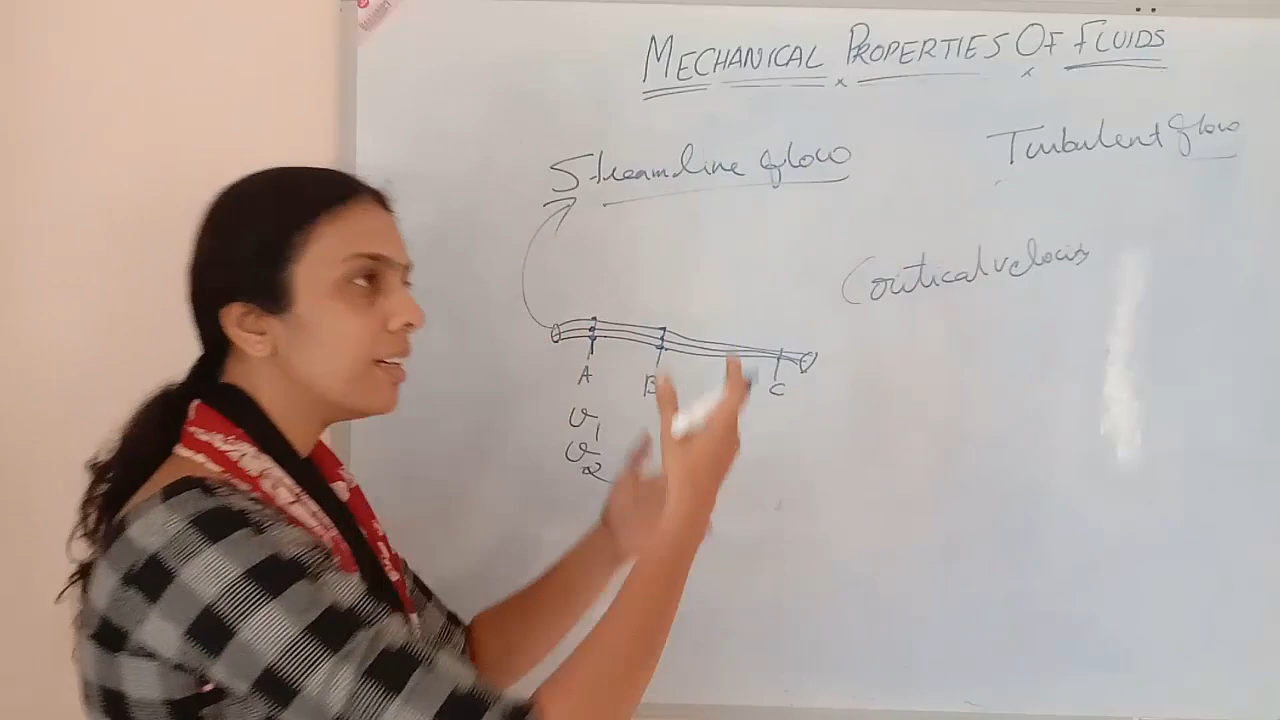 MECHANICAL PROPERTIES OF FLUIDS
Streamline flow
Turbulent flow
Critical velocity
A B C
v1
v2